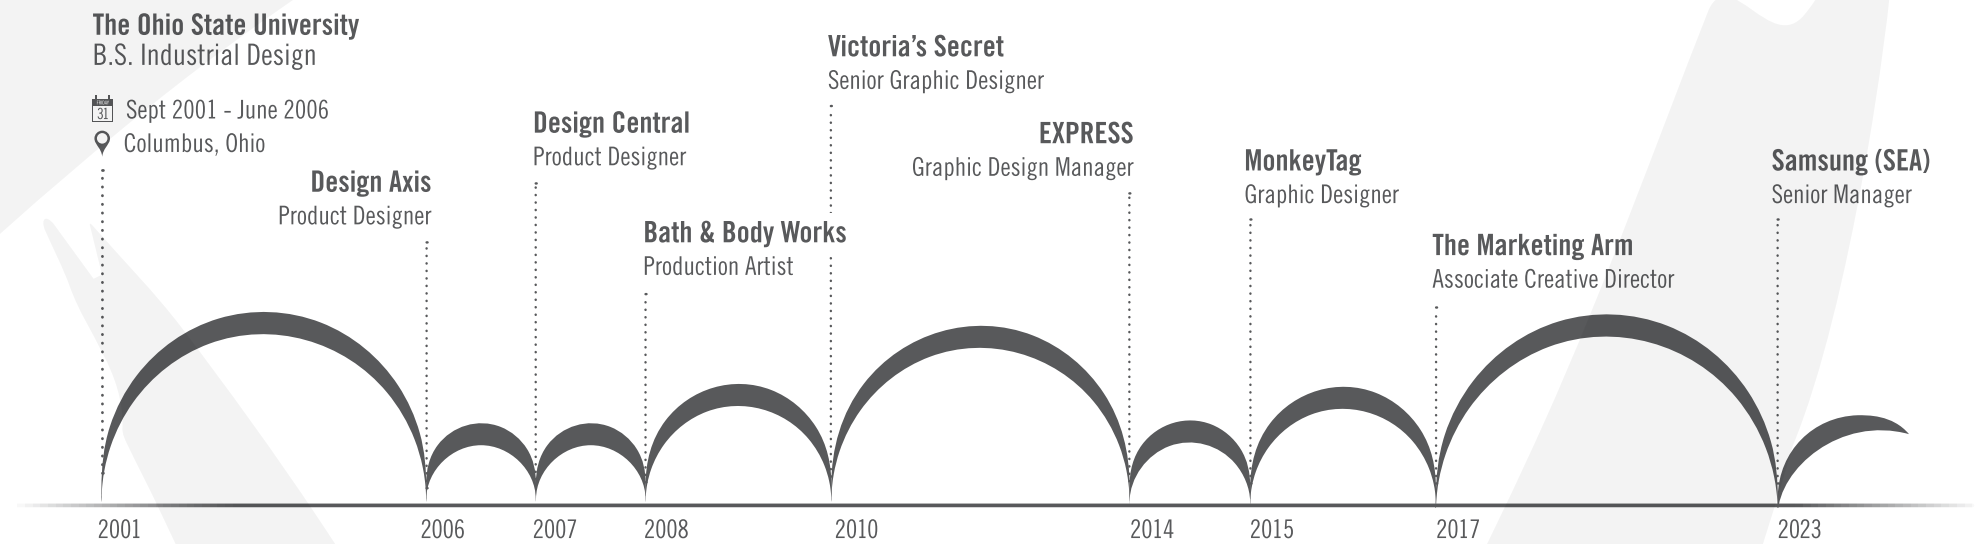 The Ohio State University
B.S. Industrial Design
FRIDAY
31
Sept 2001 - June 2006
Columbus, Ohio
Design Axis
Product Designer
Design Central
Product Designer
Bath & Body Works
Production Artist
Victoria’s Secret
Senior Graphic Designer
EXPRESS
Graphic Design Manager
MonkeyTag
Graphic Designer
The Marketing Arm
Associate Creative Director
Samsung (SEA)
Senior Manager
2001
2006
2007
2008
2010
2014
2015
2017
2023